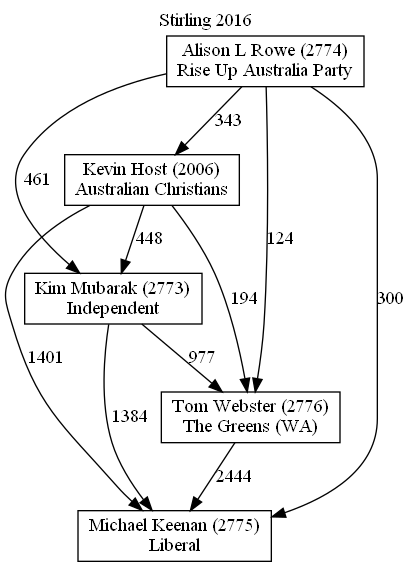 Stirling 2016
Alison L Rowe (2774)
Rise Up Australia Party
343
Kevin Host (2006)
Australian Christians
461
448
124
194
300
Kim Mubarak (2773)
Independent
1401
977
1384
Tom Webster (2776)
The Greens (WA)
2444
Michael Keenan (2775)
Liberal